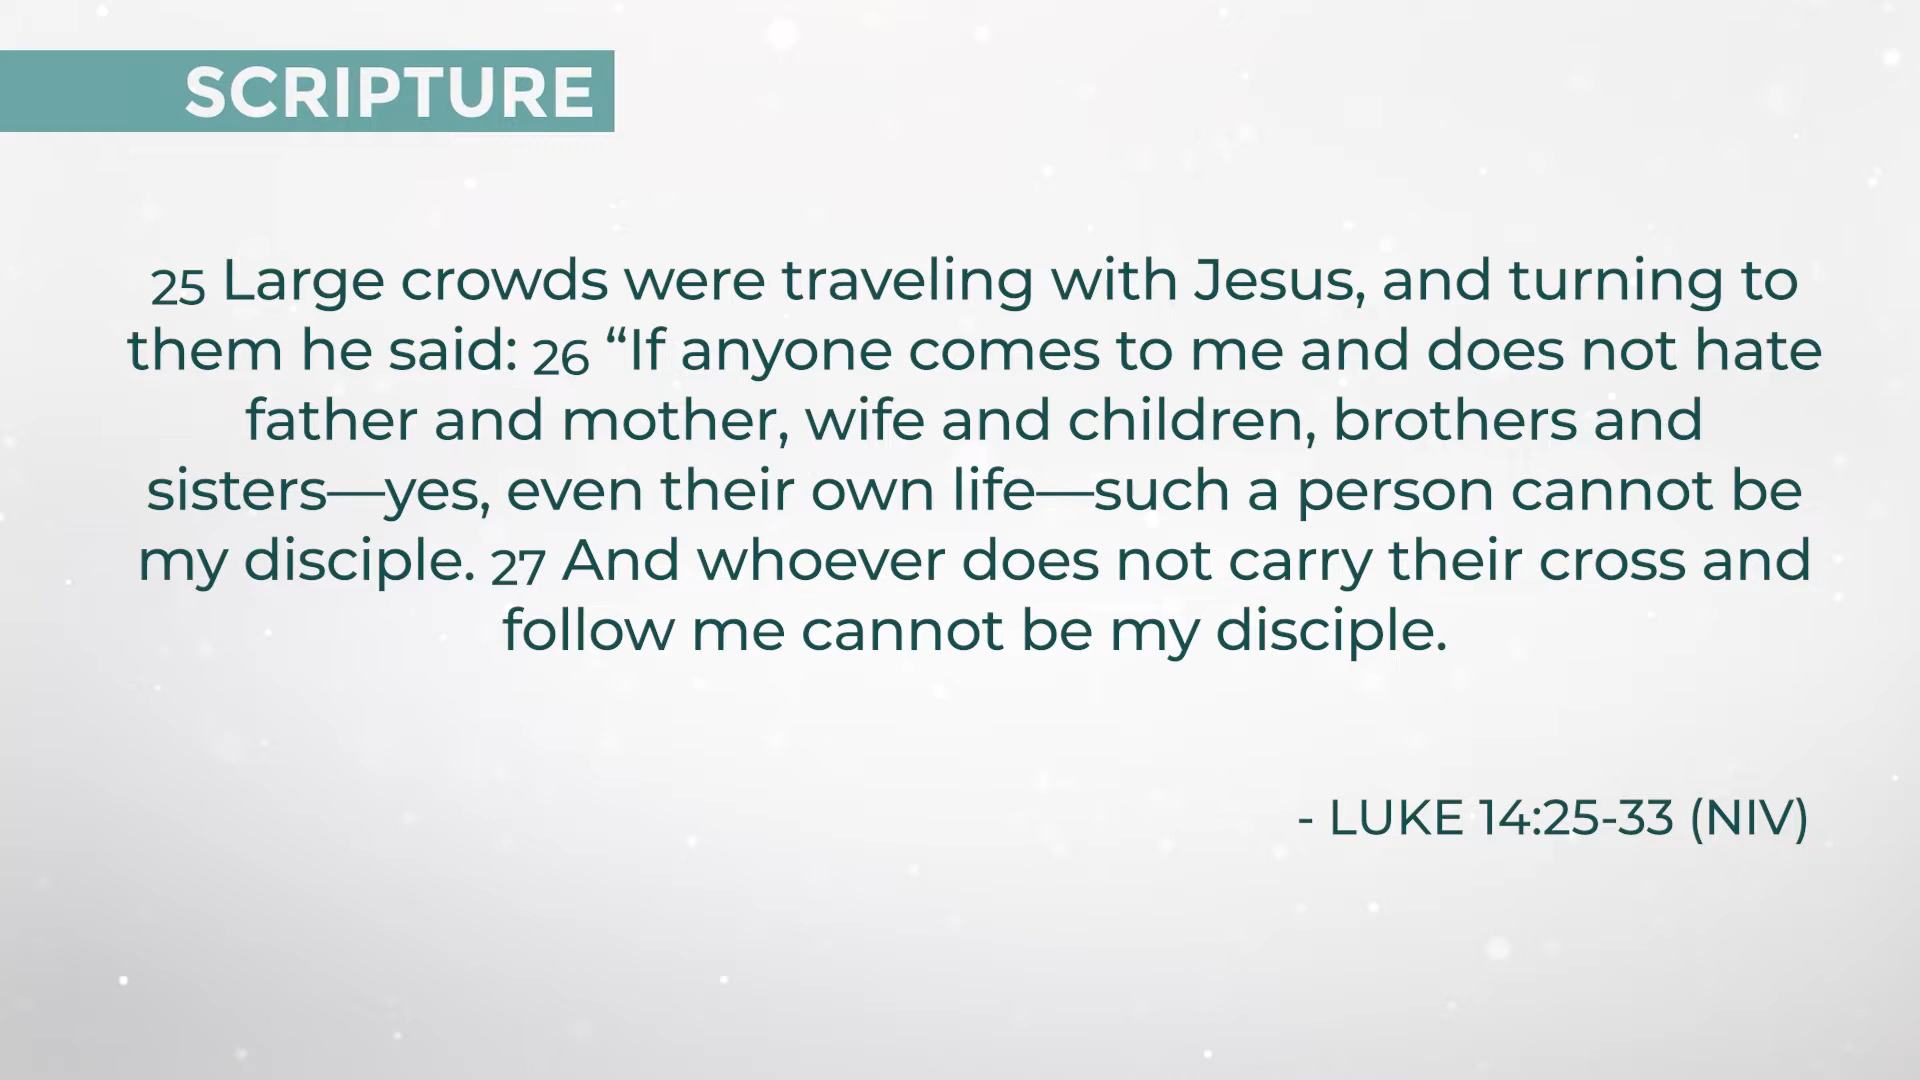 SCRIPTURE
25 Large crowds were traveling with Jesus, and turning to
them he said: 26 “If anyone comes to me and does not hate
father and mother, wife and children, brothers and
sisters—yes, even their own life—such a person cannot be
my disciple. 27 And whoever does not carry their cross and
follow me cannot be my disciple.
- LUKE 14:25-33 (NIV)